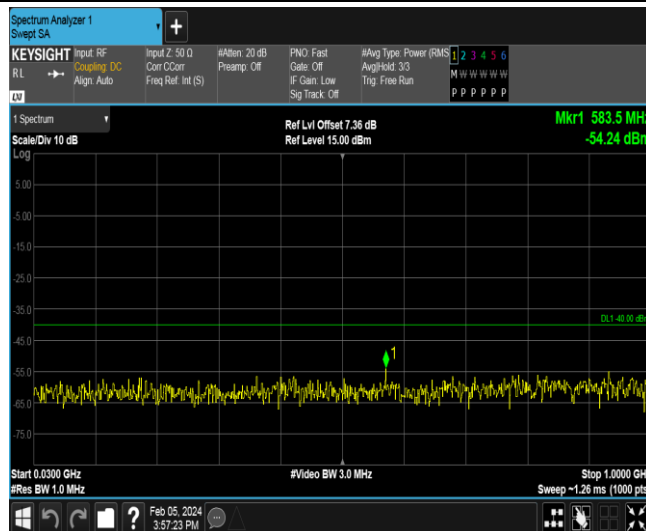 Spectrum Analyzer 1
Swept SA
+
KEYSIGHT Input: RF Input Z: 50 Ω #Atten: 20 dB PNO: Fast #Avg Type: Power (RMS 1 2 3 4 5 6
RL Coupling: DC Corr CCorr Preamp: Off Gate: Off Avg|Hold: 3/3 M W W W W W
Align: Auto Freq Ref: Int (S) IF Gain: Low Trig: Free Run
Sig Track: Off P P P P P P
1 Spectrum
Ref Lvl Offset 7.36 dB Mkr1 583.5 MHz
Scale/Div 10 dB Ref Level 15.00 dBm -54.24 dBm
Log
5.00
-5.00
-15.0
-25.0
-35.0
DL1 -40.00 dBm
-45.0
1
-55.0
-65.0
-75.0
Start 0.0300 GHz #Video BW 3.0 MHz Stop 1.0000 GH
#Res BW 1.0 MHz Sweep ~1.26 ms (1000 pts
? Feb 05, 2024
3:57:23 PM